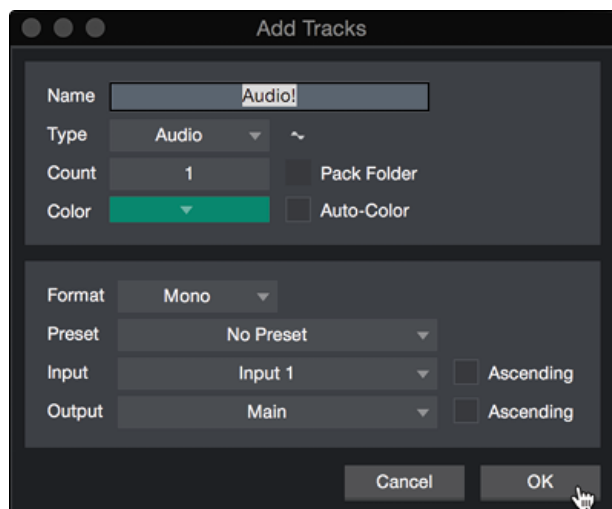 Add Tracks
Name Audio!
Type Audio
Count 1 Pack Folder
Color Auto-Color
Format Mono
Preset No Preset
Input Input 1 Ascending
Output Main Ascending
Cancel OK